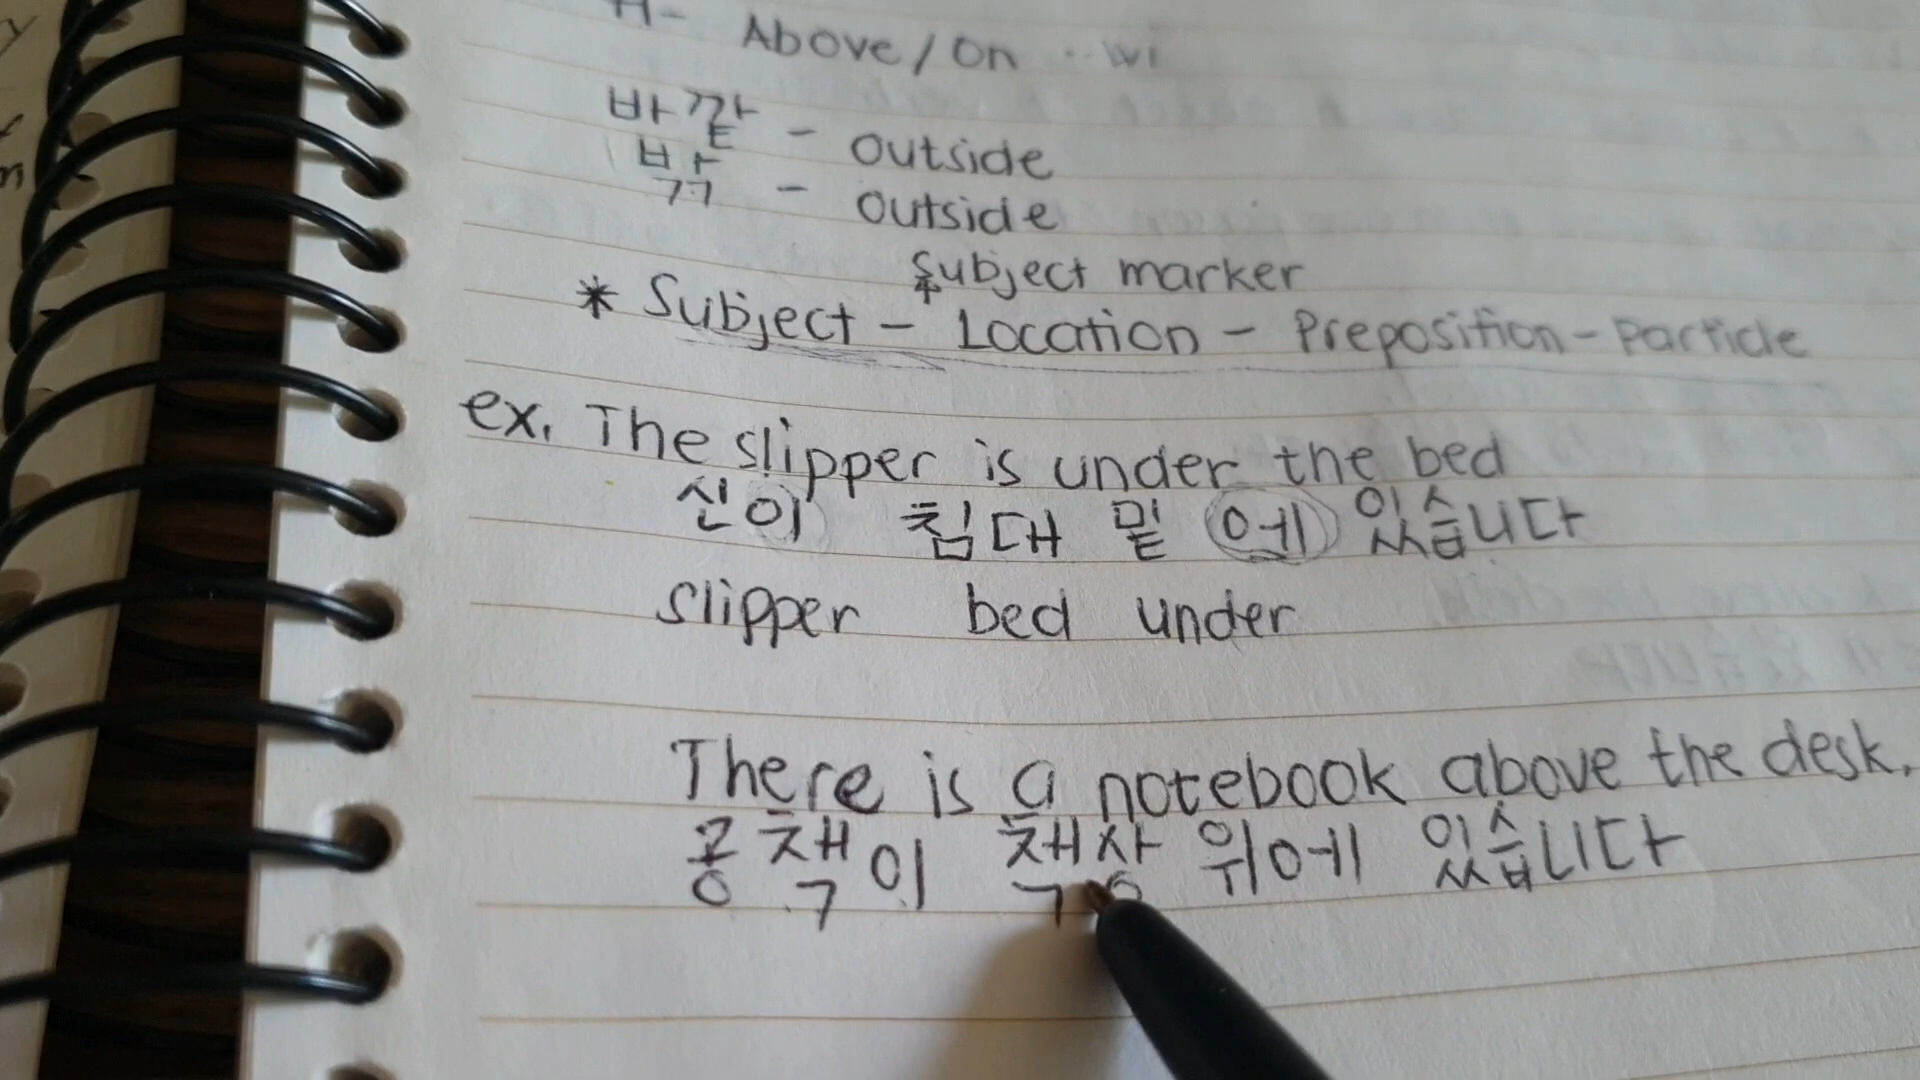 Above / On wi
바깥 - outside
밖 - outside
Subject marker
* Subject - Location - Preposition - Particle
ex. The slipper is under the bed
신이 침대 밑 에 있습니다
slipper bed under
There is a notebook above the desk.
공책이 책상 위에 있습니다